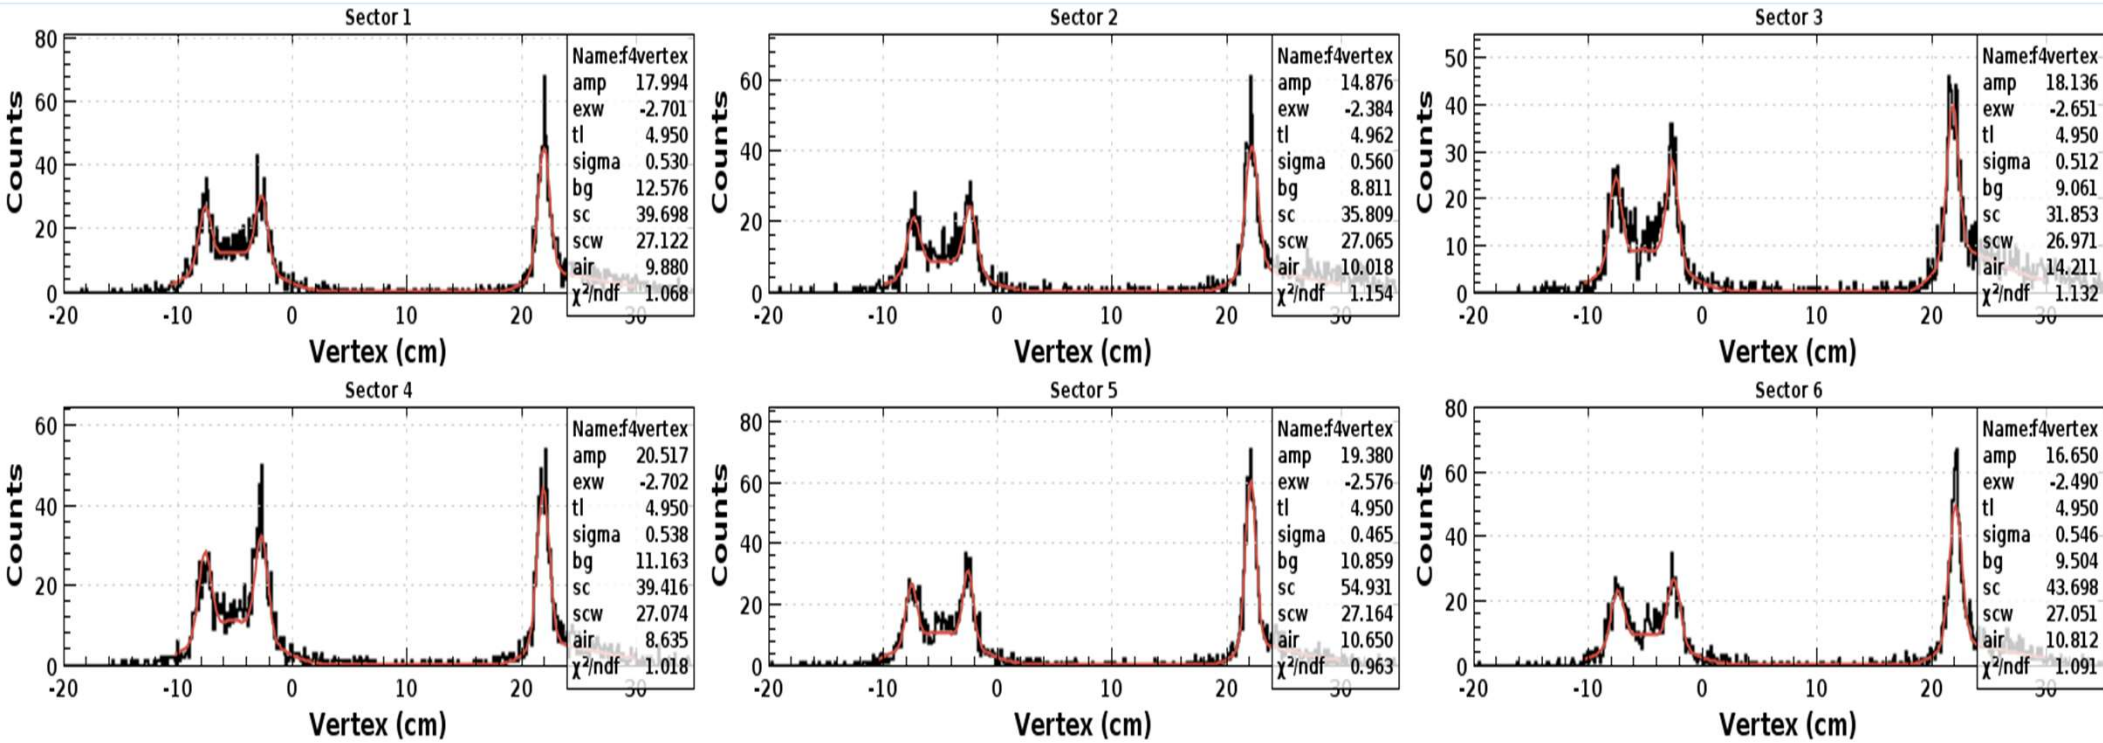 Sector 1
80
60
40
20
0
Counts
-20 -10 0 10 20 30
Vertex (cm)
Name:f4vertex
amp 17.994
exw -2.701
tl 4.950
sigma 0.530
bg 12.576
sc 39.698
scw 27.122
air 9.880
χ²/ndf 1.068
Sector 2
60
40
20
0
Counts
-20 -10 0 10 20 30
Vertex (cm)
Name:f4vertex
amp 14.876
exw -2.384
tl 4.962
sigma 0.560
bg 8.811
sc 35.809
scw 27.065
air 10.018
χ²/ndf 1.154
Sector 3
50
40
30
20
10
0
Counts
-20 -10 0 10 20 30
Vertex (cm)
Name:f4vertex
amp 18.136
exw -2.651
tl 4.950
sigma 0.512
bg 9.061
sc 31.853
scw 26.971
air 14.211
χ²/ndf 1.132
Sector 4
60
40
20
0
Counts
-20 -10 0 10 20 30
Vertex (cm)
Name:f4vertex
amp 20.517
exw -2.702
tl 4.950
sigma 0.538
bg 11.163
sc 39.416
scw 27.074
air 8.635
χ²/ndf 1.018
Sector 5
80
60
40
20
0
Counts
-20 -10 0 10 20 30
Vertex (cm)
Name:f4vertex
amp 19.380
exw -2.576
tl 4.950
sigma 0.465
bg 10.859
sc 54.931
scw 27.164
air 10.650
χ²/ndf 0.963
Sector 6
80
60
40
20
0
Counts
-20 -10 0 10 20 30
Vertex (cm)
Name:f4vertex
amp 16.650
exw -2.490
tl 4.950
sigma 0.546
bg 9.504
sc 43.698
scw 27.051
air 10.812
χ²/ndf 1.091